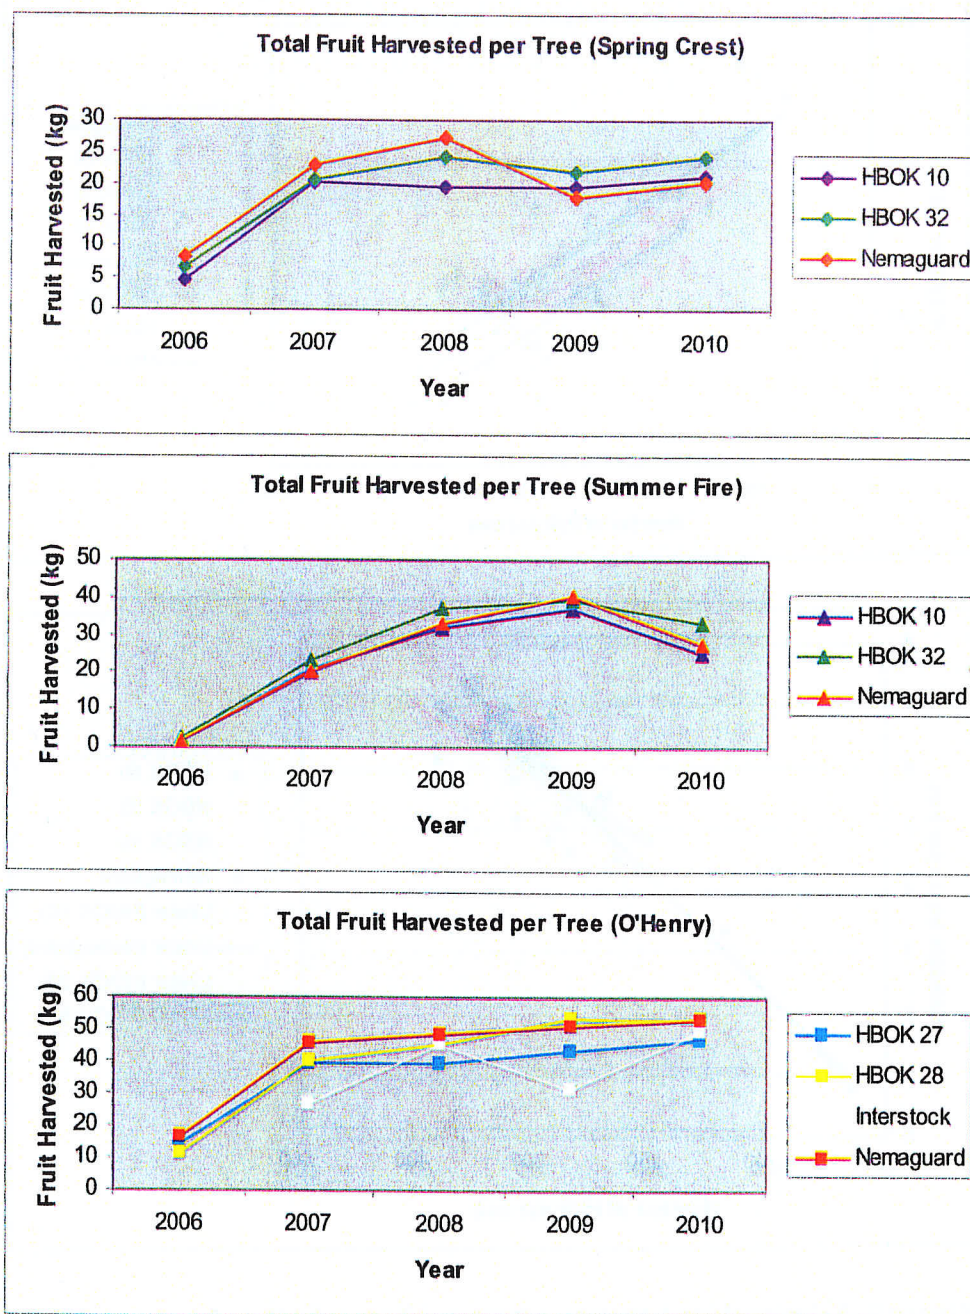 Total Fruit Harvested per Tree (Spring Crest)
Fruit Harvested (kg)
30
25
20
15
10
5
0
2006 2007 2008 2009 2010
Year
HBOK 10
HBOK 32
Nemaguard
Total Fruit Harvested per Tree (Summer Fire)
Fruit Harvested (kg)
50
40
30
20
10
0
2006 2007 2008 2009 2010
Year
HBOK 10
HBOK 32
Nemaguard
Total Fruit Harvested per Tree (O'Henry)
Fruit Harvested (kg)
60
50
40
30
20
10
0
2006 2007 2008 2009 2010
Year
HBOK 27
HBOK 28
Interstock
Nemaguard